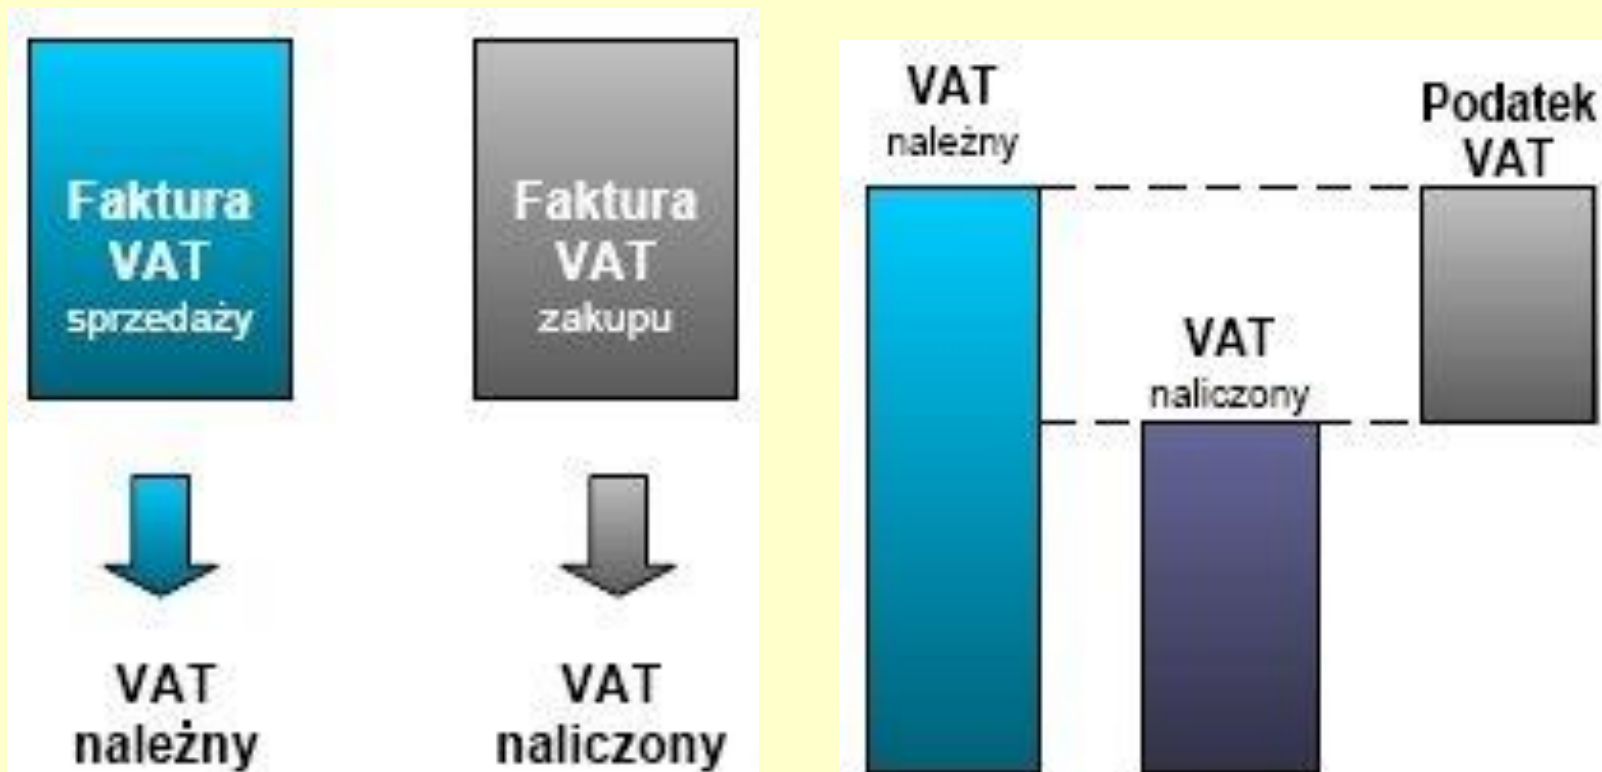 Faktura
VAT
sprzedaży
Faktura
VAT
zakupu
VAT
należny
VAT
naliczony
VAT
należny
VAT
naliczony
Podatek
VAT